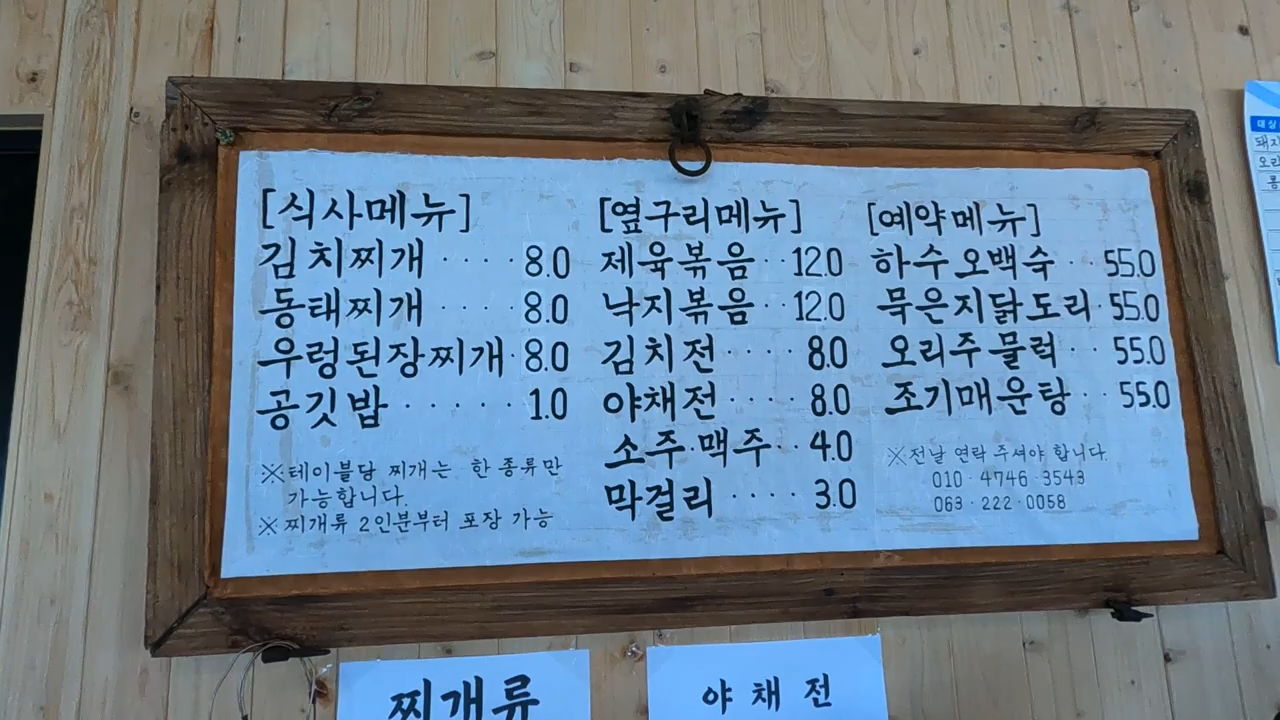 [식사메뉴]
김치찌개 ····8.0
동태찌개 ····8.0
우렁된장찌개·8.0
공깃밥 ·····1.0
※테이블당 찌개는 한 종류만
가능합니다.
※찌개류 2인분부터 포장 가능
[옆구리메뉴]
제육볶음··12.0
낙지볶음··12.0
김치전····8.0
야채전····8.0
소주·맥주··4.0
막걸리····3.0
[예약메뉴]
하수오백숙··55.0
묵은지닭도리·55.0
오리주물럭··55.0
조기매운탕··55.0
※전날 연락 주셔야 합니다.
010·4746·3543
063·222·0058
찌개류
야채전